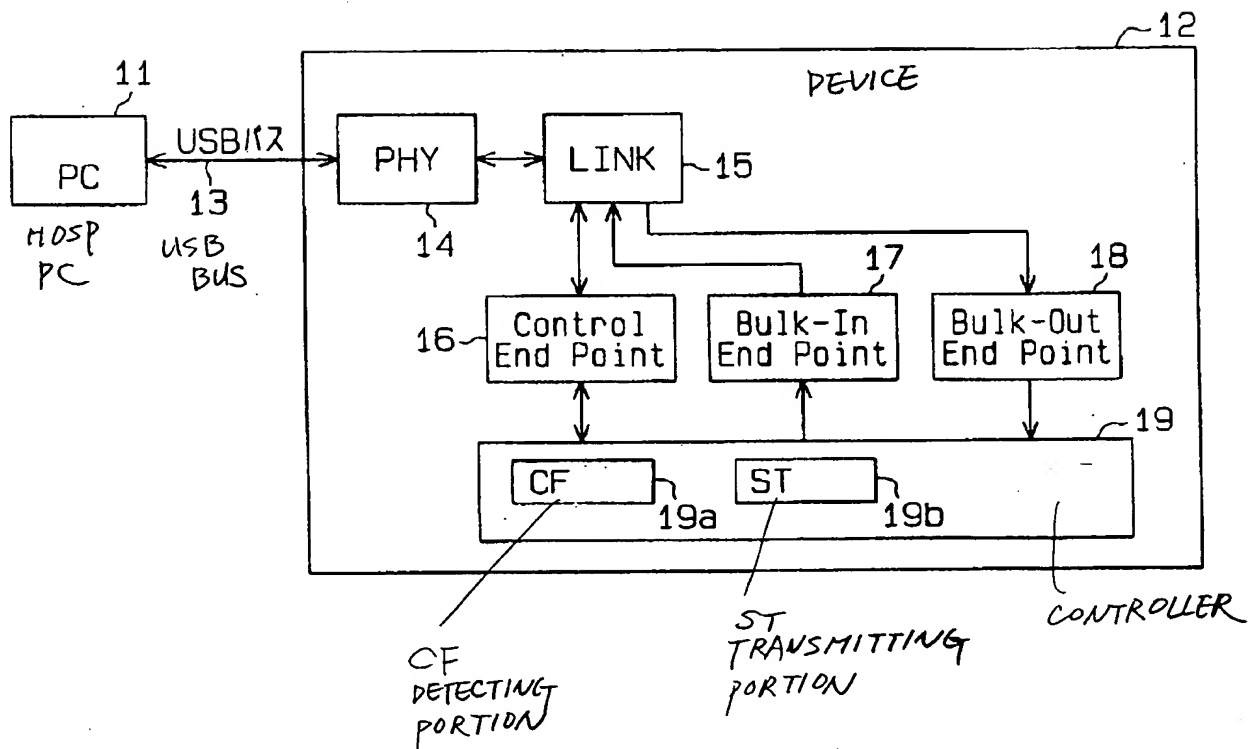 12
DEVICE
11
PC
USBバス
13
HOSP
PC
USB
BUS
PHY
14
LINK
15
16
Control
End Point
17
Bulk-In
End Point
18
Bulk-Out
End Point
19
CF
19a
ST
19b
CF
DETECTING
PORTION
ST
TRANSMITTING
PORTION
CONTROLLER